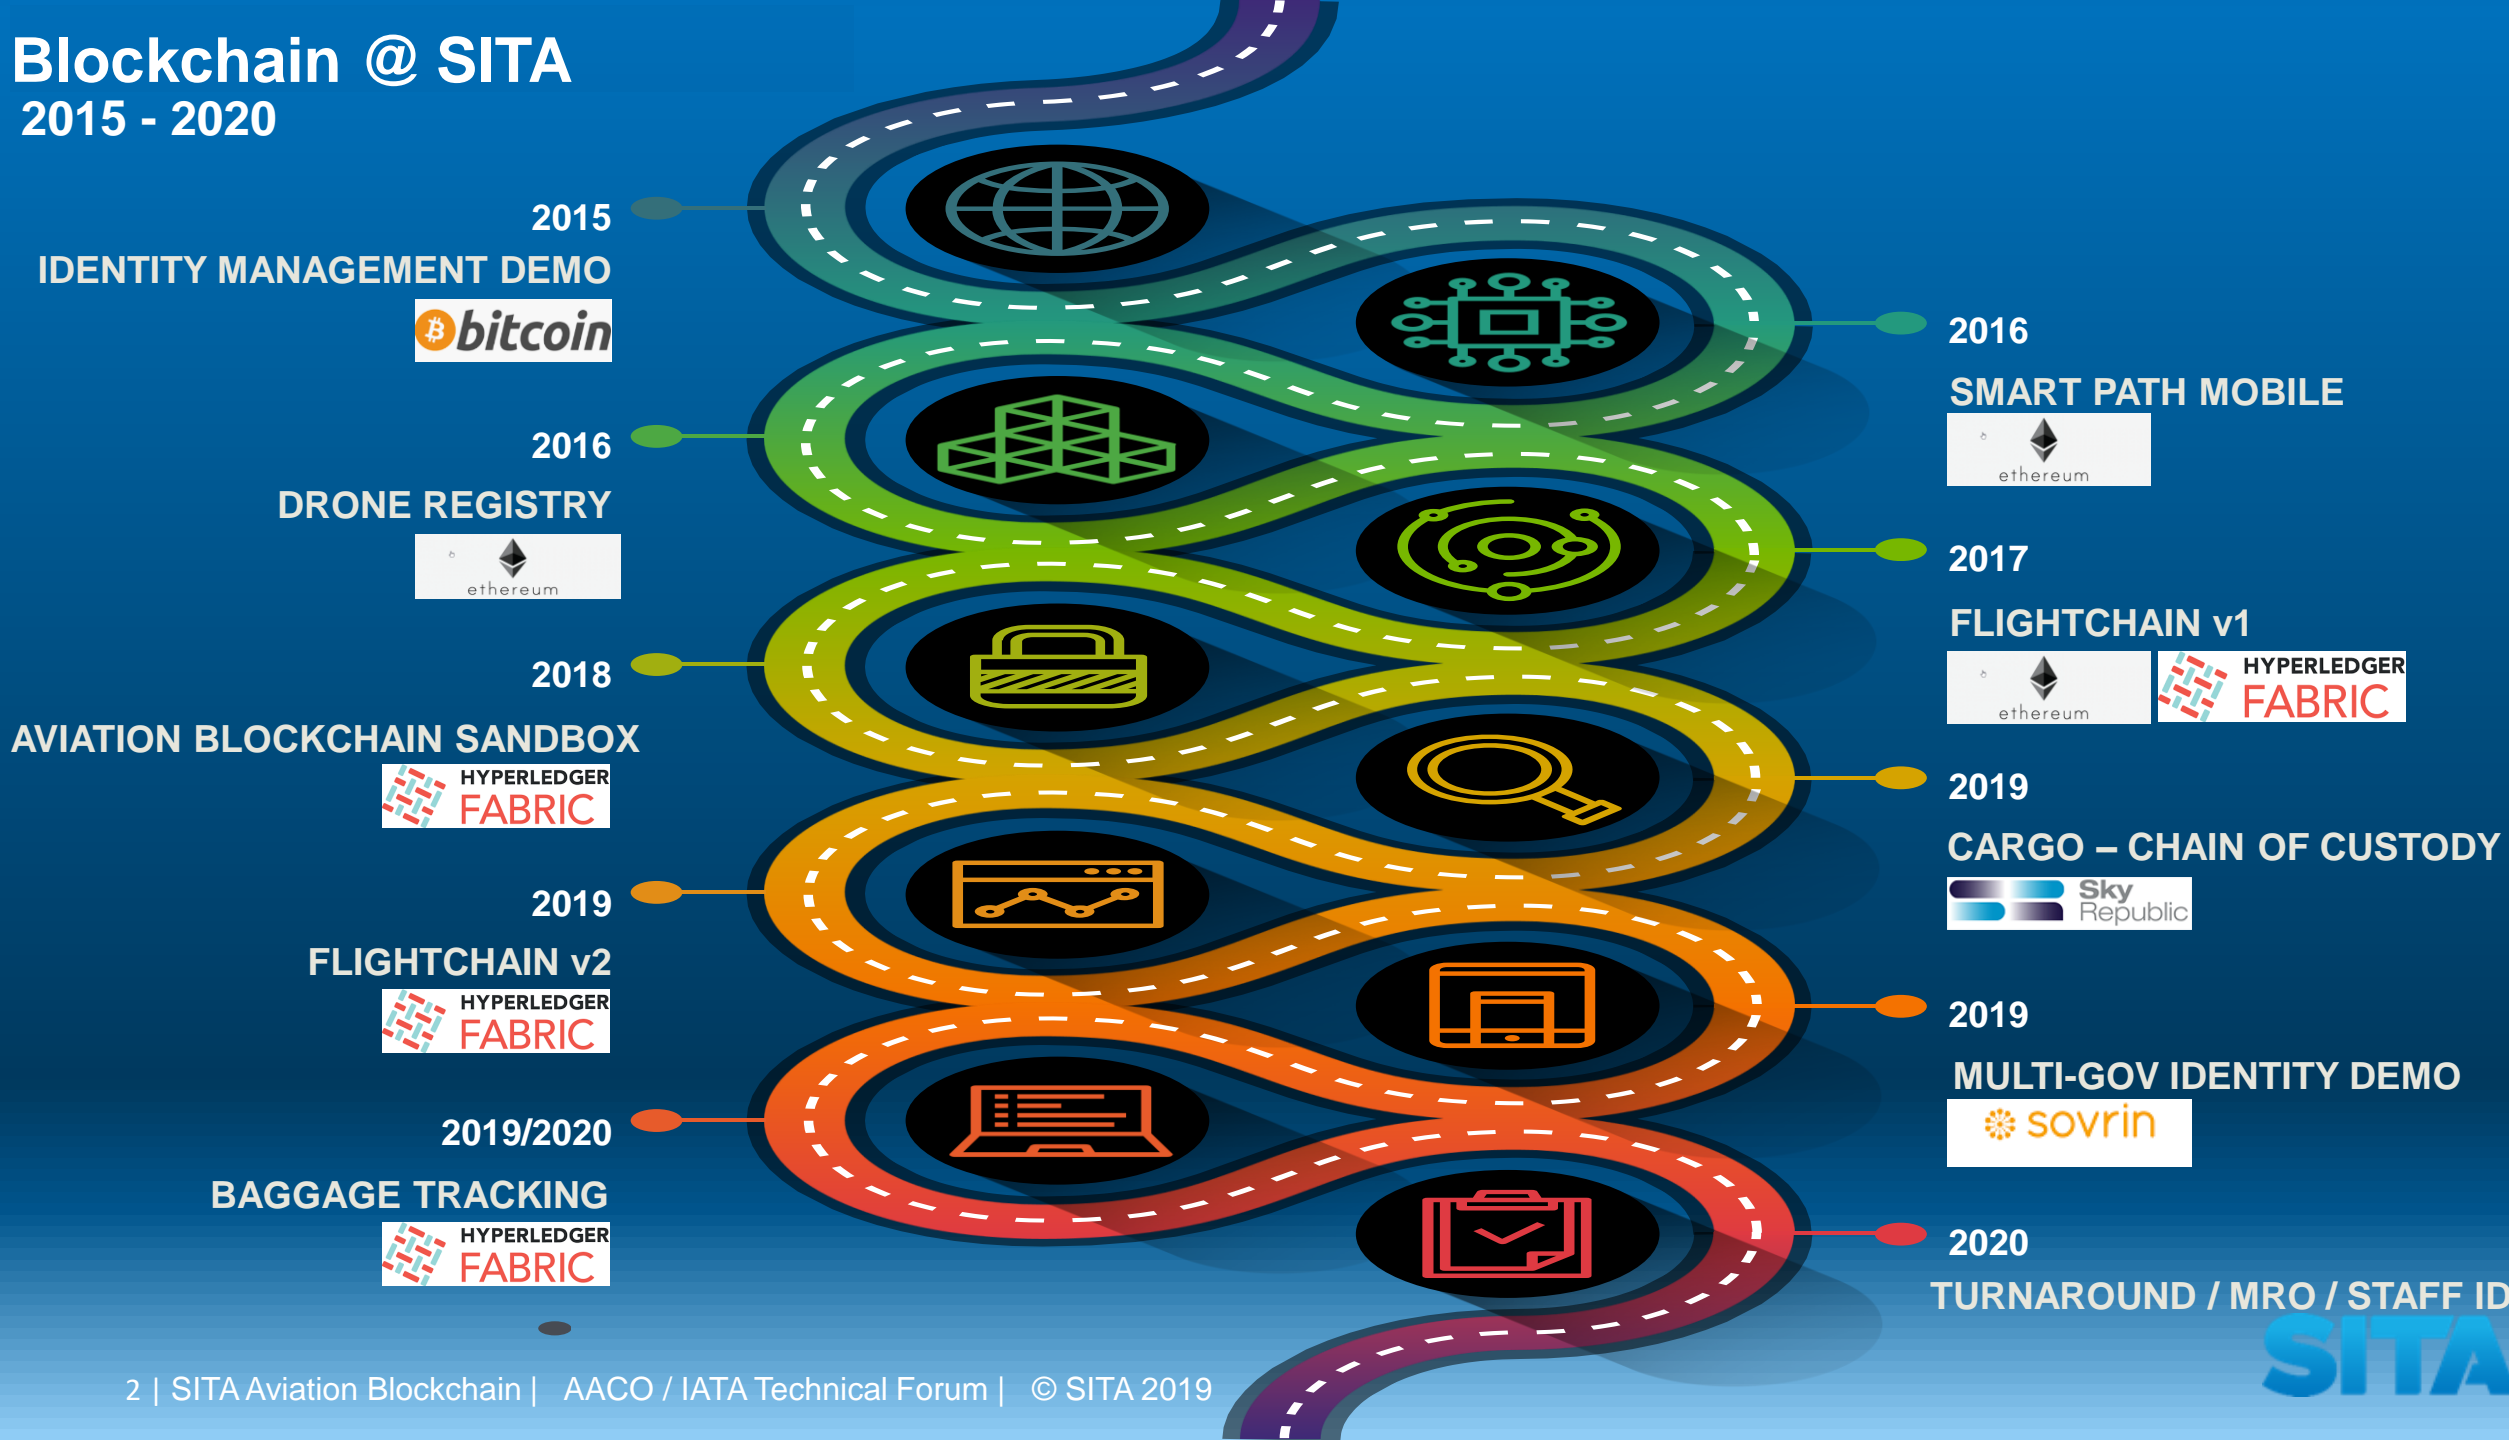 Blockchain @ SITA
2015 - 2020
2015
IDENTITY MANAGEMENT DEMO
bitcoin
2016
SMART PATH MOBILE
ethereum
2016
DRONE REGISTRY
ethereum
2017
FLIGHTCHAIN v1
ethereum
HYPERLEDGER
FABRIC
2018
AVIATION BLOCKCHAIN SANDBOX
HYPERLEDGER
FABRIC
2019
CARGO – CHAIN OF CUSTODY
Sky
Republic
2019
FLIGHTCHAIN v2
HYPERLEDGER
FABRIC
2019
MULTI-GOV IDENTITY DEMO
sovrin
2019/2020
BAGGAGE TRACKING
HYPERLEDGER
FABRIC
2020
TURNAROUND / MRO / STAFF ID
SITA
2 | SITA Aviation Blockchain | AACO / IATA Technical Forum | © SITA 2019